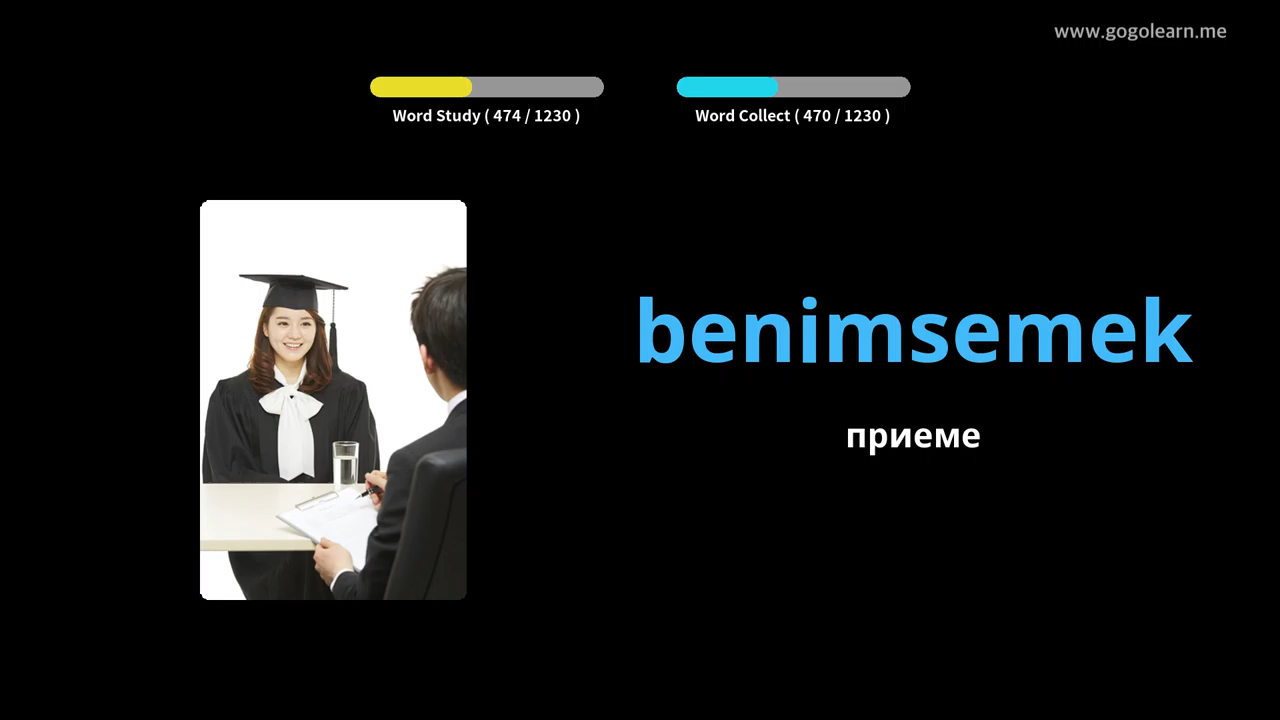 www.gogolearn.me
Word Study ( 474 / 1230 )
Word Collect ( 470 / 1230 )
benimsemek
приеме